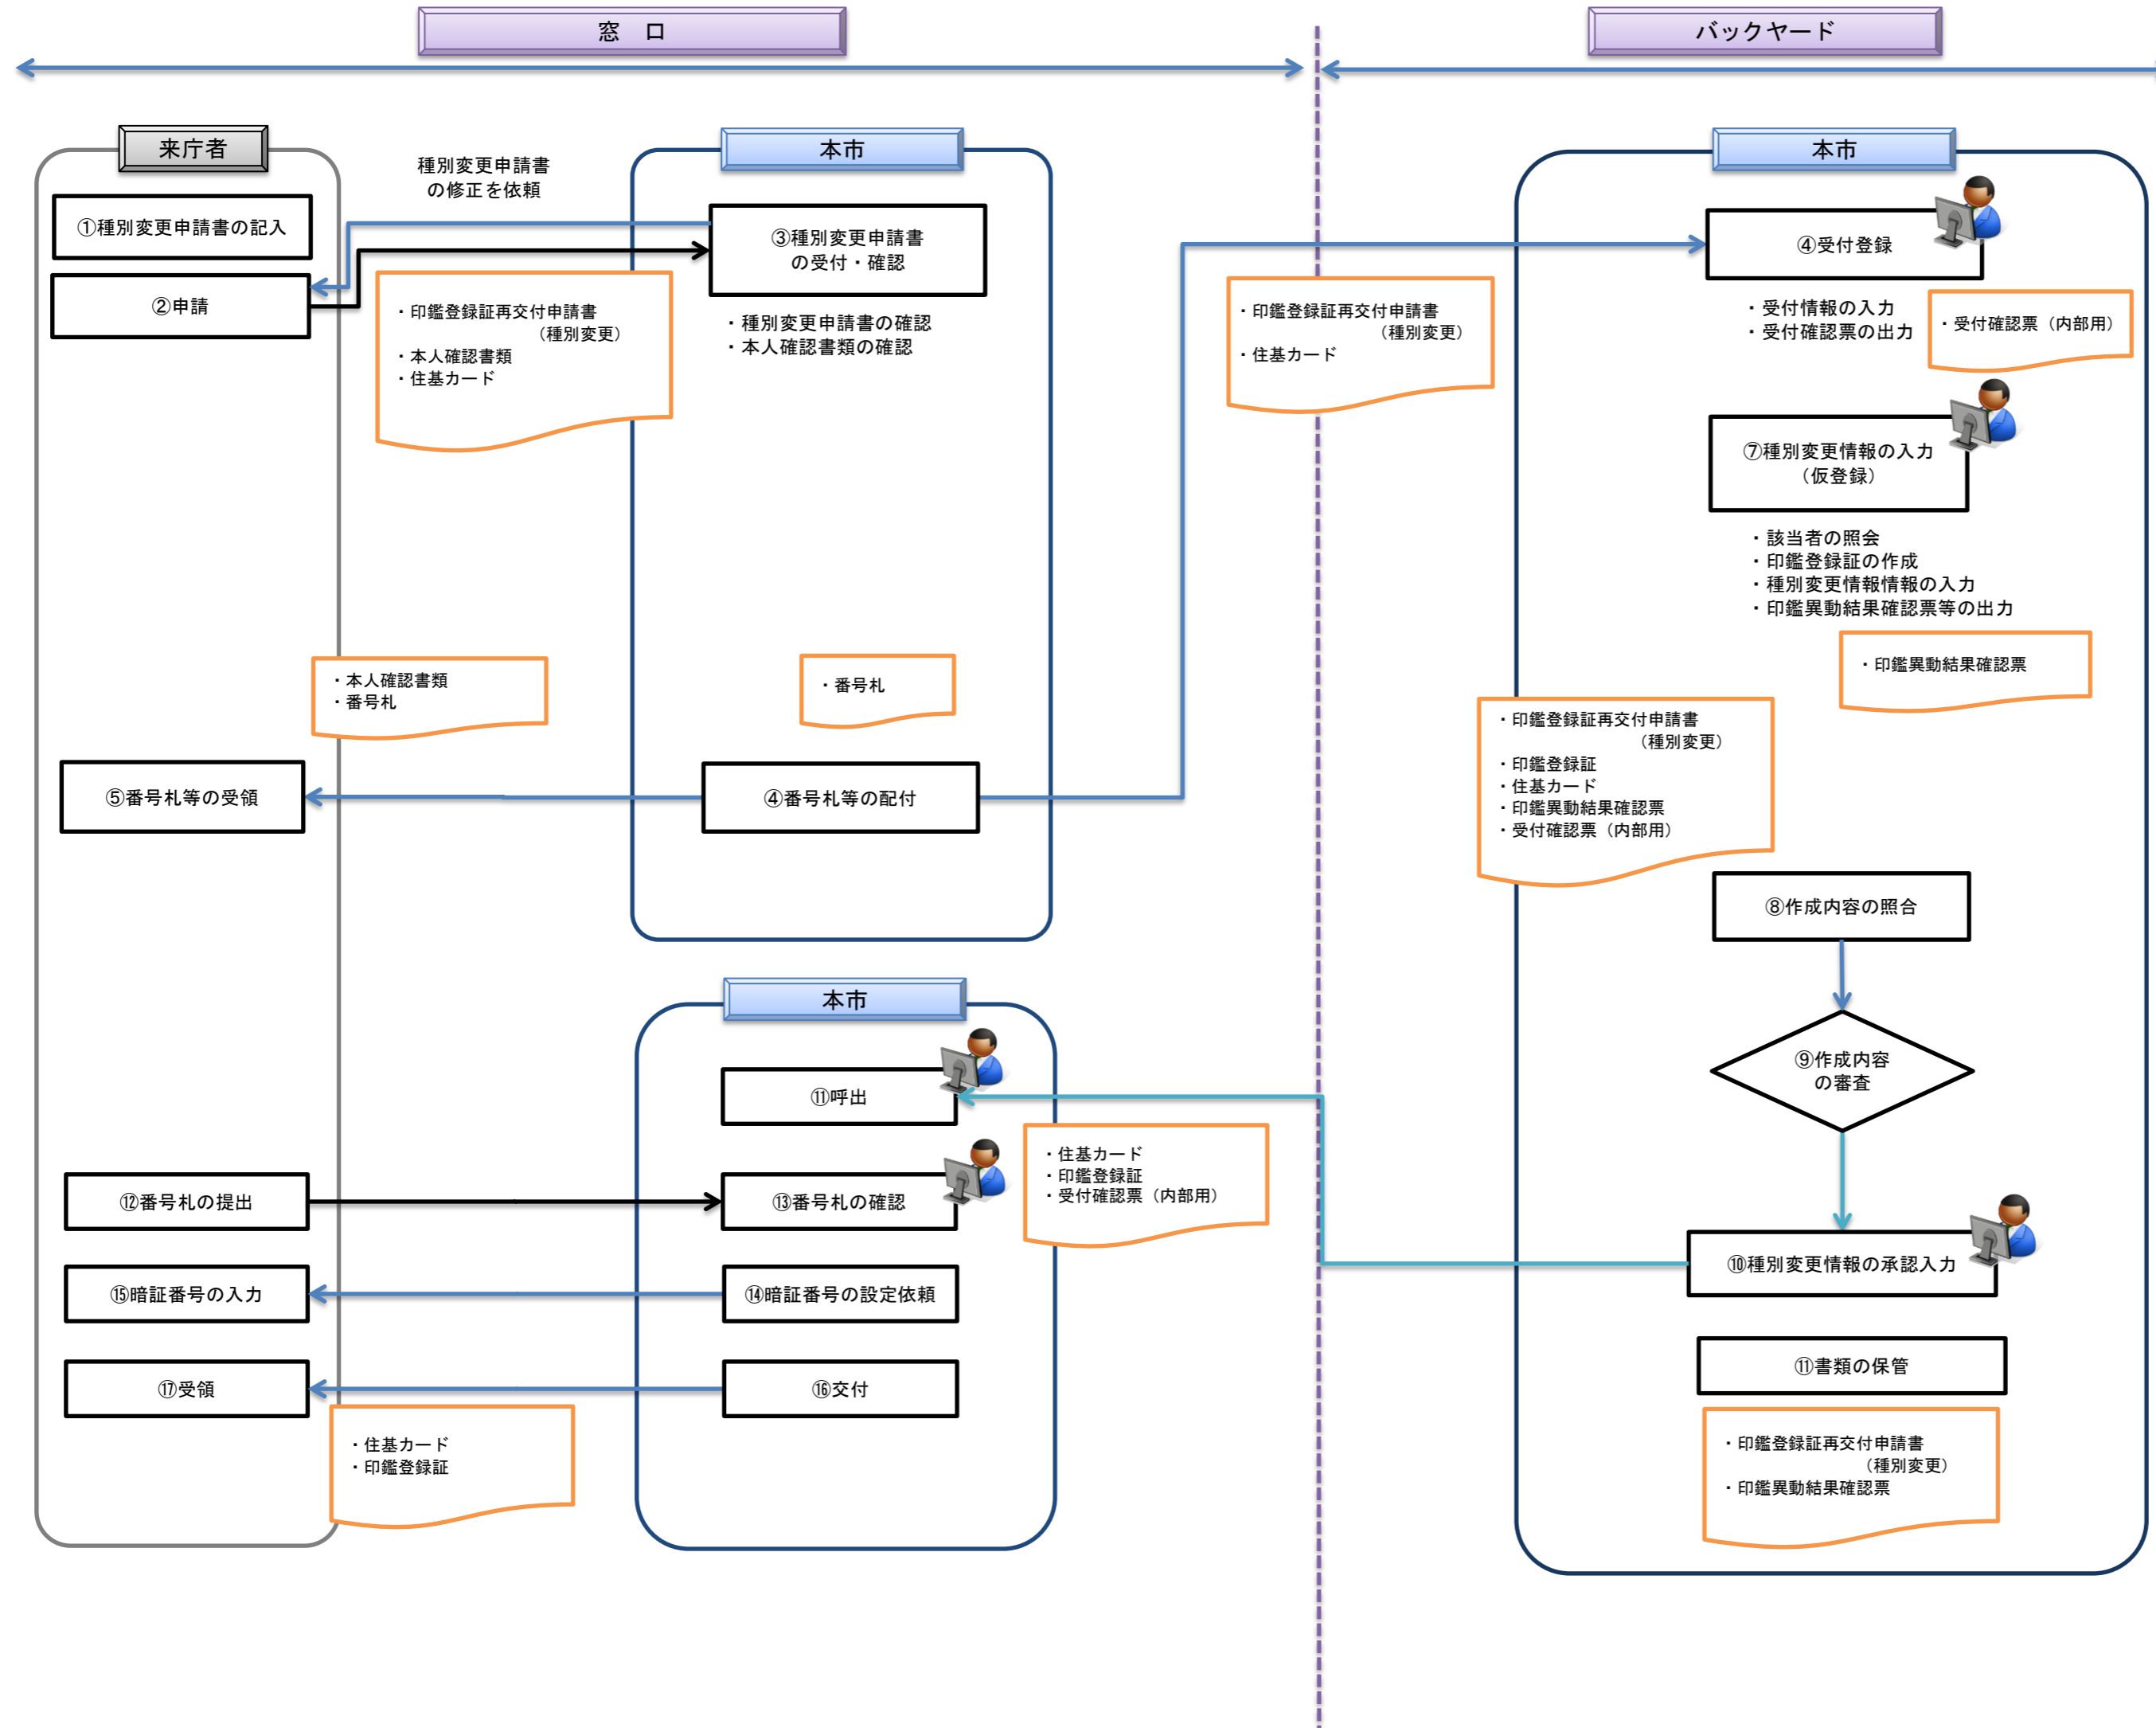 窓　口
バックヤード
来庁者
本市
本市
種別変更申請書
の修正を依頼
①種別変更申請書の記入
②申請
③種別変更申請書
の受付・確認
・種別変更申請書の確認
・本人確認書類の確認
・印鑑登録証再交付申請書
（種別変更）
・本人確認書類
・住基カード
・印鑑登録証再交付申請書
（種別変更）
・住基カード
④受付登録
・受付情報の入力
・受付確認票の出力
・受付確認票（内部用）
⑦種別変更情報の入力
（仮登録）
・該当者の照会
・印鑑登録証の作成
・種別変更情報情報の入力
・印鑑異動結果確認票等の出力
・印鑑異動結果確認票
・本人確認書類
・番号札
・番号札
⑤番号札等の受領
④番号札等の配付
・印鑑登録証再交付申請書
（種別変更）
・印鑑登録証
・住基カード
・印鑑異動結果確認票
・受付確認票（内部用）
⑧作成内容の照合
⑨作成内容
の審査
⑩種別変更情報の承認入力
⑪書類の保管
・印鑑登録証再交付申請書
（種別変更）
・印鑑異動結果確認票
本市
⑪呼出
・住基カード
・印鑑登録証
・受付確認票（内部用）
⑫番号札の提出
⑬番号札の確認
⑮暗証番号の入力
⑭暗証番号の設定依頼
⑰受領
⑯交付
・住基カード
・印鑑登録証